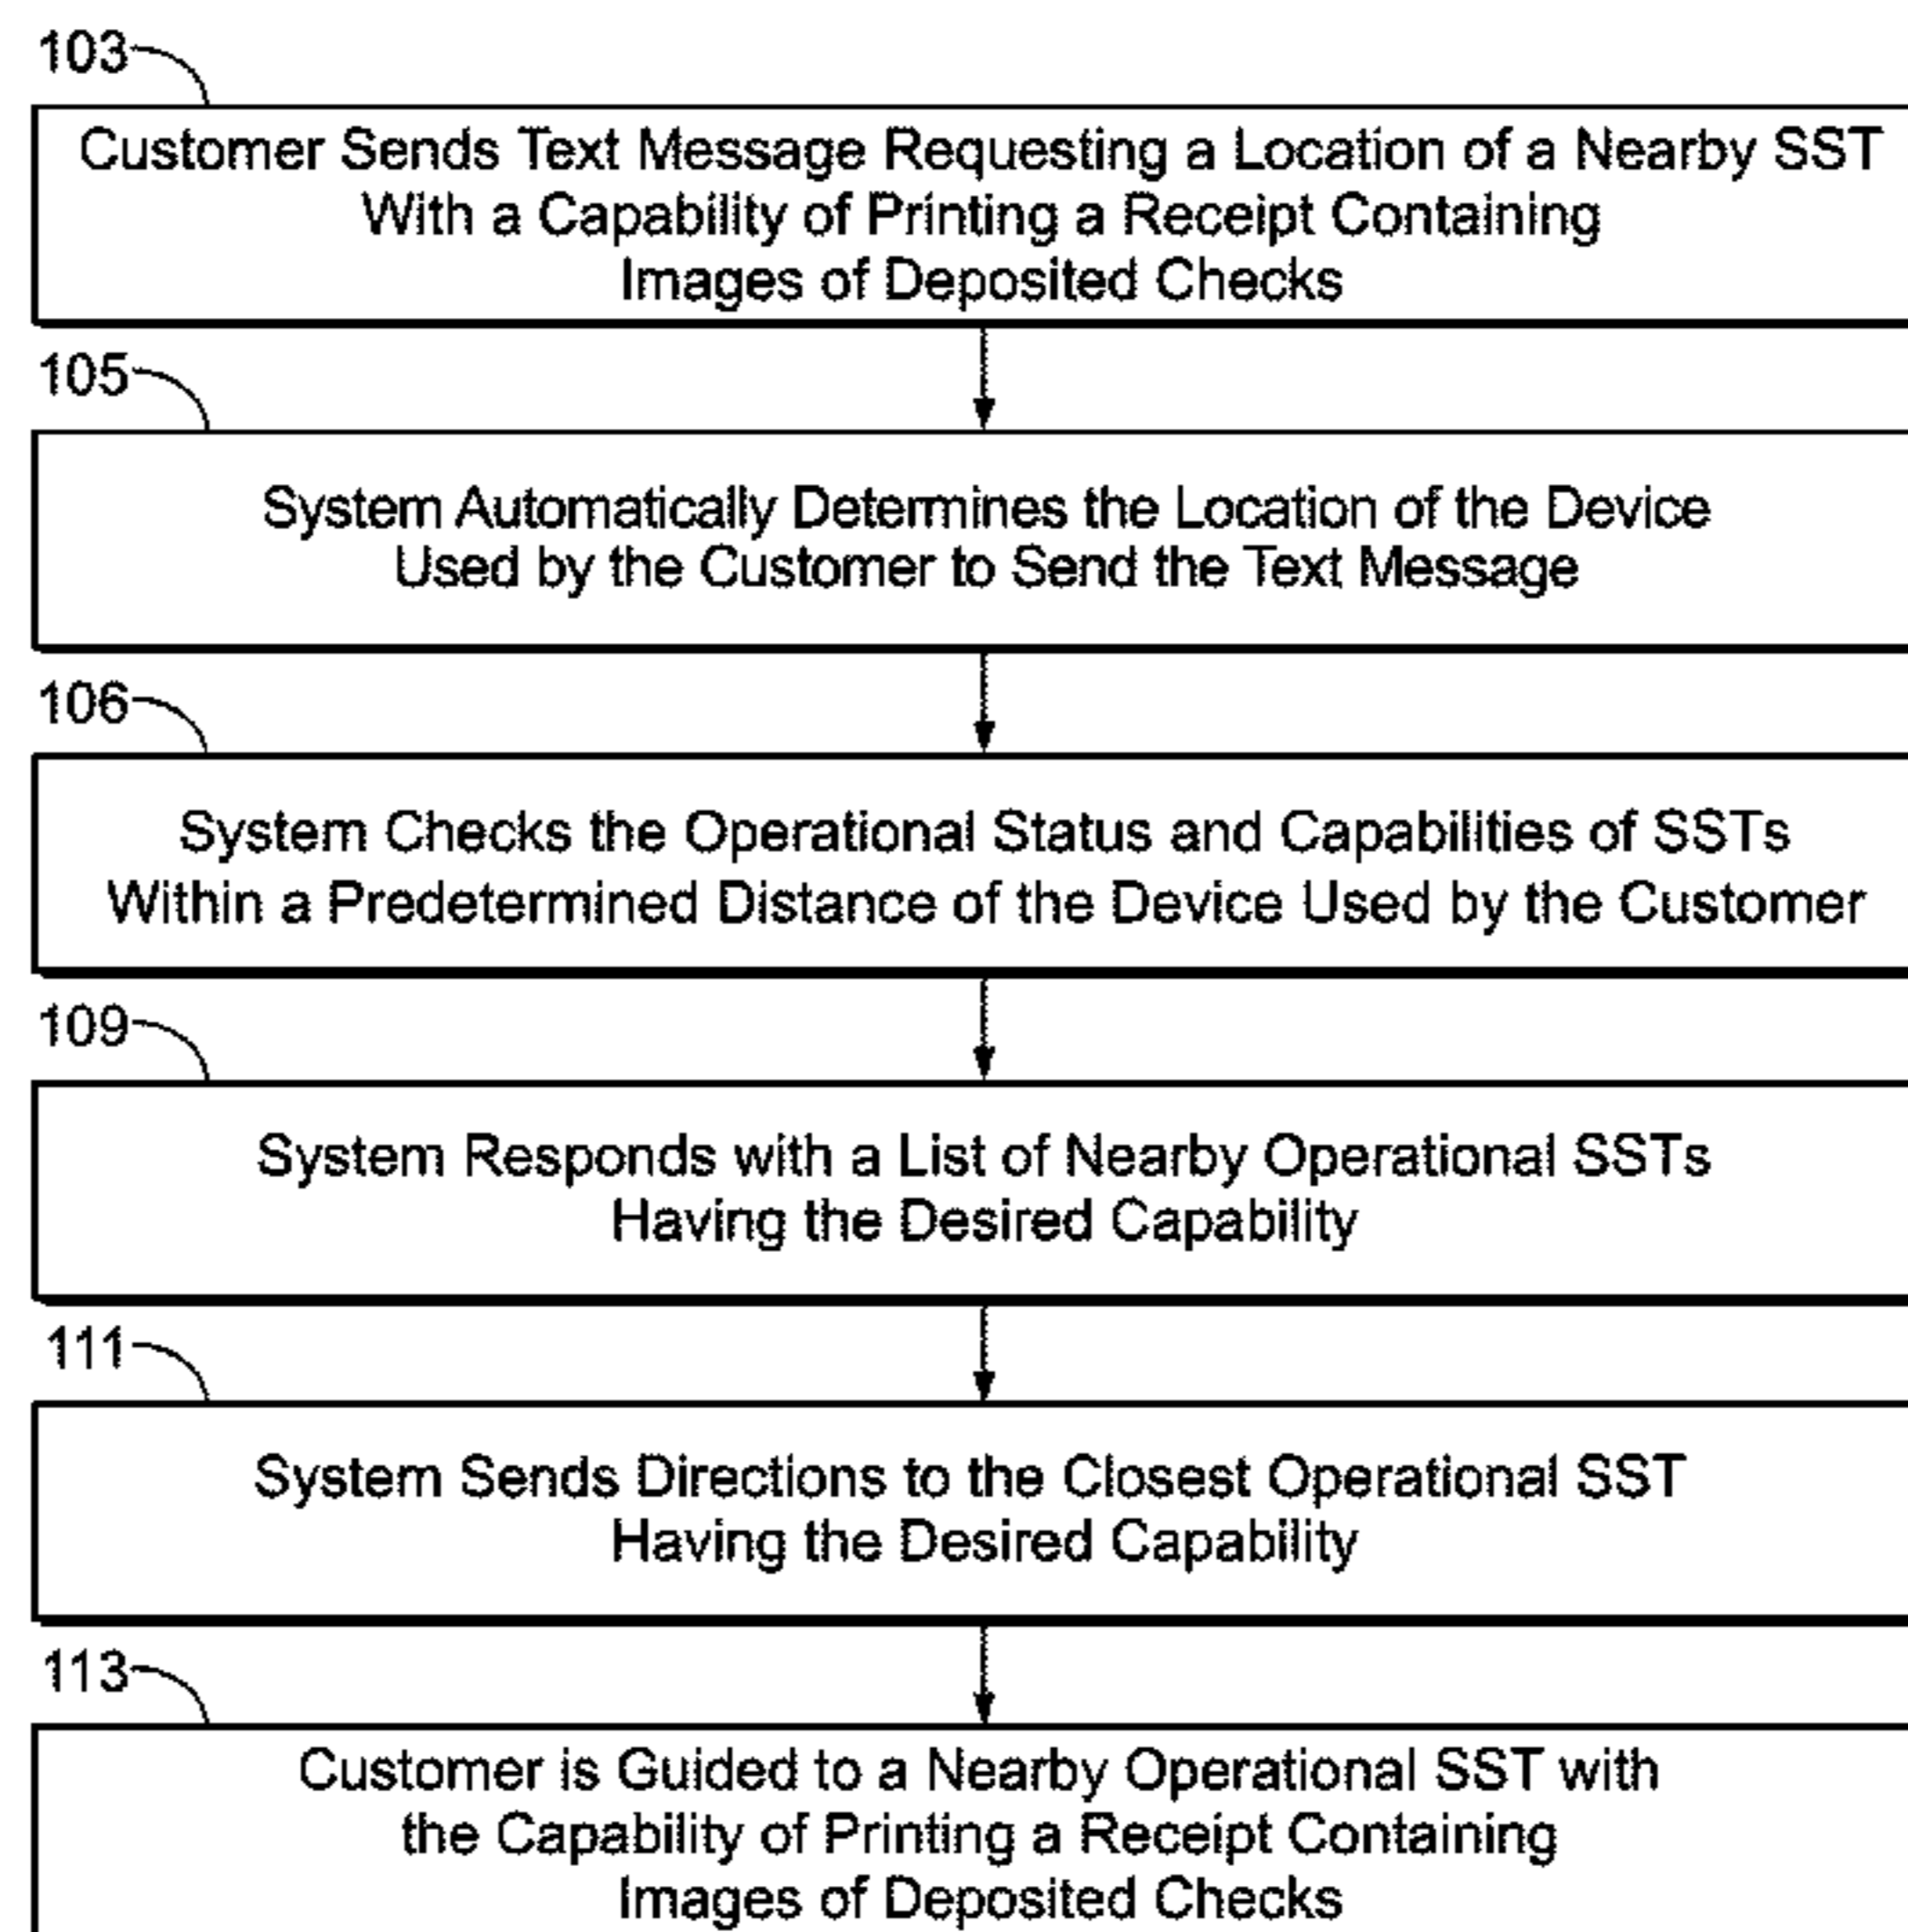 103
Customer Sends Text Message Requesting a Location of a Nearby SST
With a Capability of Printing a Receipt Containing
Images of Deposited Checks
105
System Automatically Determines the Location of the Device
Used by the Customer to Send the Text Message
106
System Checks the Operational Status and Capabilities of SSTs
Within a Predetermined Distance of the Device Used by the Customer
109
System Responds with a List of Nearby Operational SSTs
Having the Desired Capability
111
System Sends Directions to the Closest Operational SST
Having the Desired Capability
113
Customer is Guided to a Nearby Operational SST with
the Capability of Printing a Receipt Containing
Images of Deposited Checks